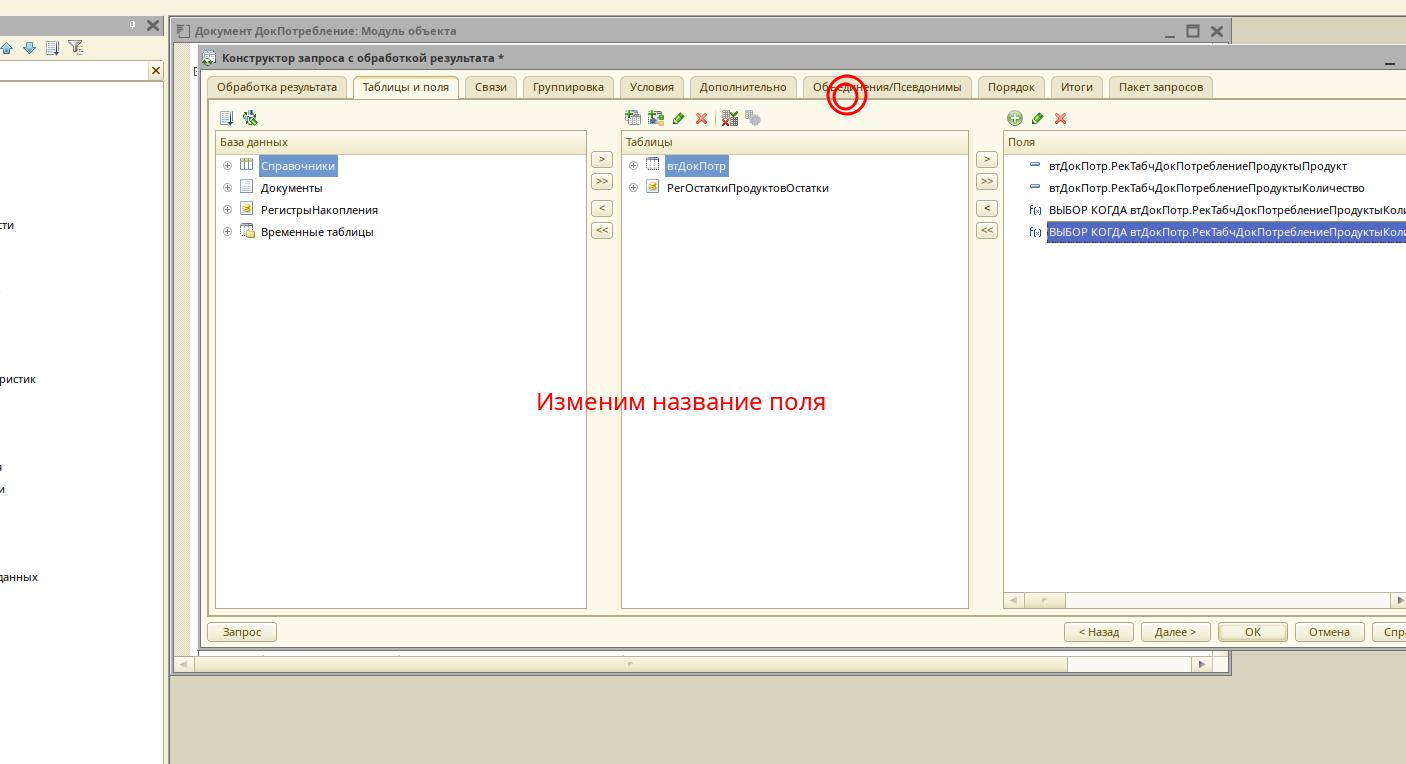 Документ ДокПотребление: Модуль объекта
Конструктор запроса с обработкой результата *
Обработка результата Таблицы и поля Связи Группировка Условия Дополнительно Объединения/Псевдонимы Порядок Итоги Пакет запросов
База данных
Справочники
Документы
РегистрыНакопления
Временные таблицы
> >> < <<
Таблицы
втДокПотр
РегОстаткиПродуктовОстатки
> >> < <<
Поля
втДокПотр.РекТабчДокПотреблениеПродуктыПродукт
втДокПотр.РекТабчДокПотреблениеПродуктыКоличество
ВЫБОР КОГДА втДокПотр.РекТабчДокПотреблениеПродуктыКоли
ВЫБОР КОГДА втДокПотр.РекТабчДокПотреблениеПродуктыКоли
Изменим название поля
Запрос < Назад Далее > OK Отмена Спр
сти
ристик
я
и
данных